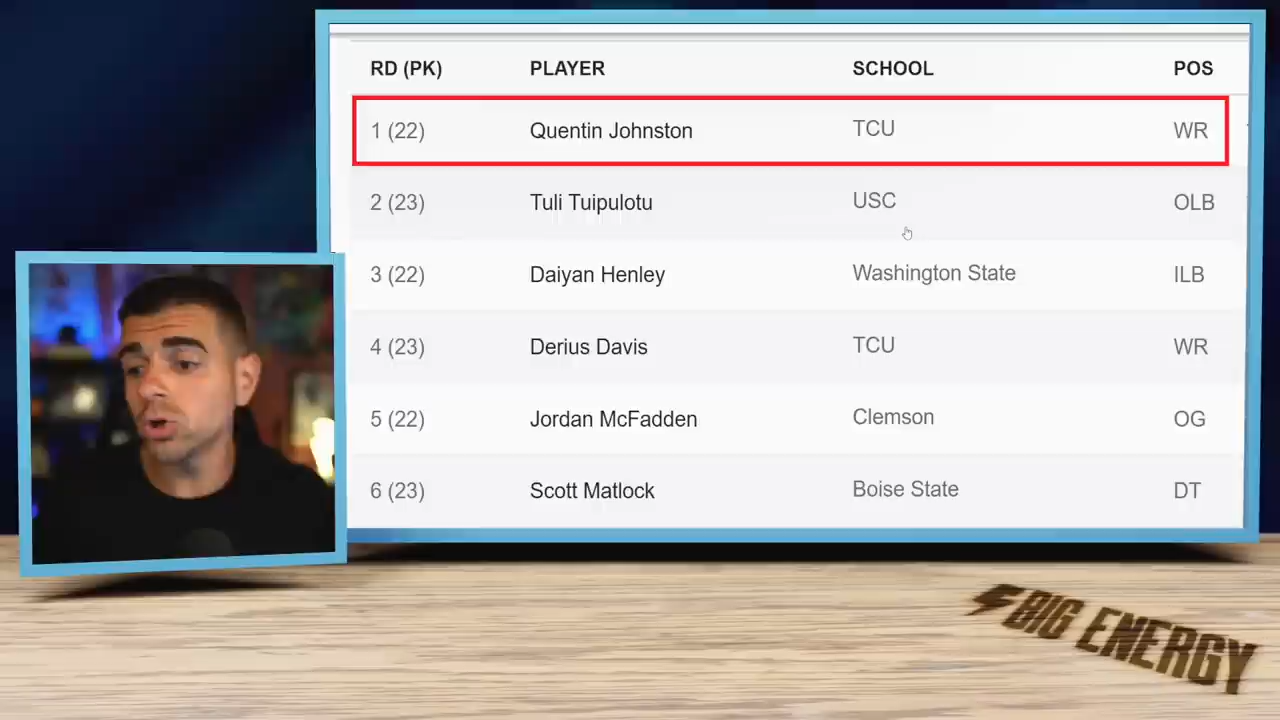 RD (PK) PLAYER SCHOOL POS
1 (22) Quentin Johnston TCU WR
2 (23) Tuli Tuipulotu USC OLB
3 (22) Daiyan Henley Washington State ILB
4 (23) Derius Davis TCU WR
5 (22) Jordan McFadden Clemson OG
6 (23) Scott Matlock Boise State DT
BIG ENERGY